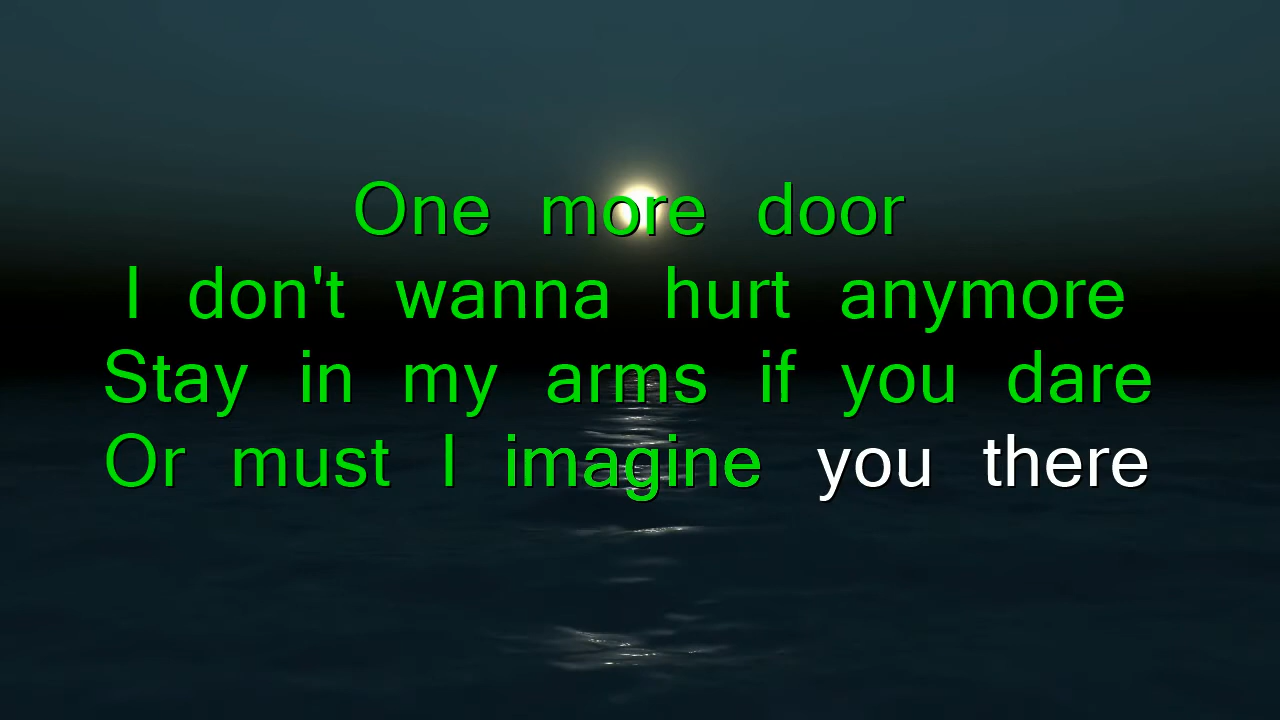 One more door
I don't wanna hurt anymore
Stay in my arms if you dare
Or must I imagine you there